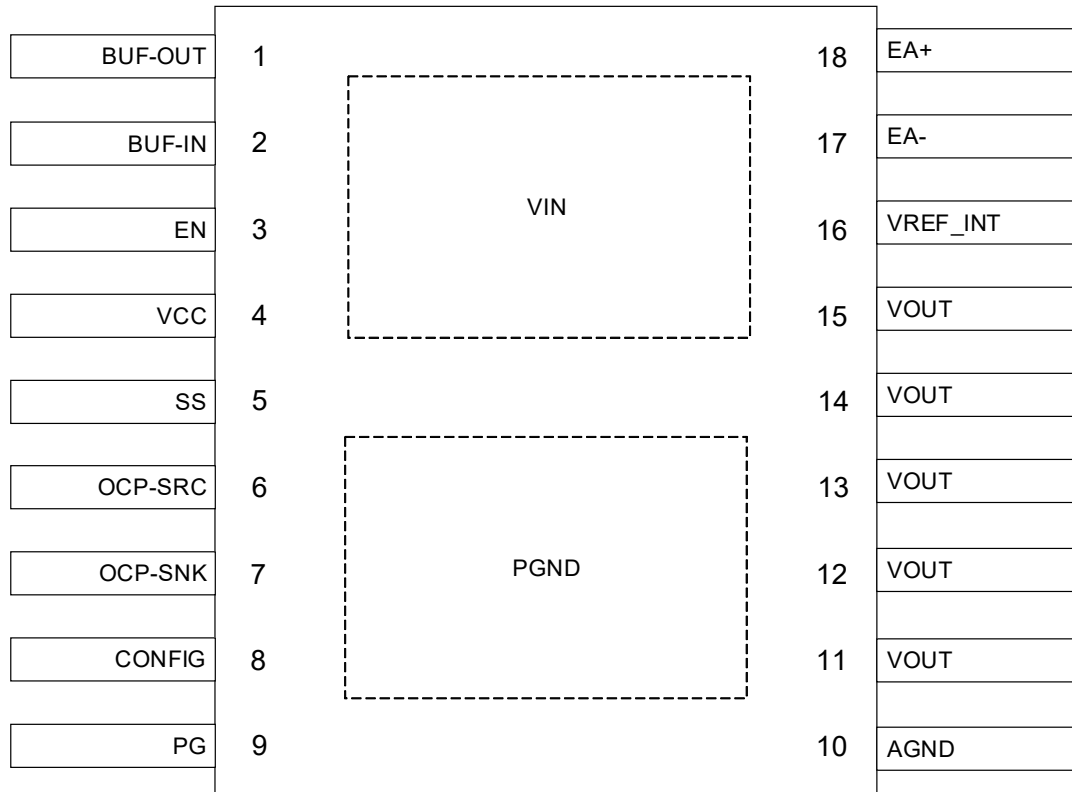 BUF-OUT 1 18 EA+
BUF-IN 2 17 EA-
VIN
EN 3 16 VREF_INT
VCC 4 15 VOUT
SS 5 14 VOUT
OCP-SRC 6 13 VOUT
OCP-SNK 7 PGND 12 VOUT
CONFIG 8 11 VOUT
PG 9 10 AGND